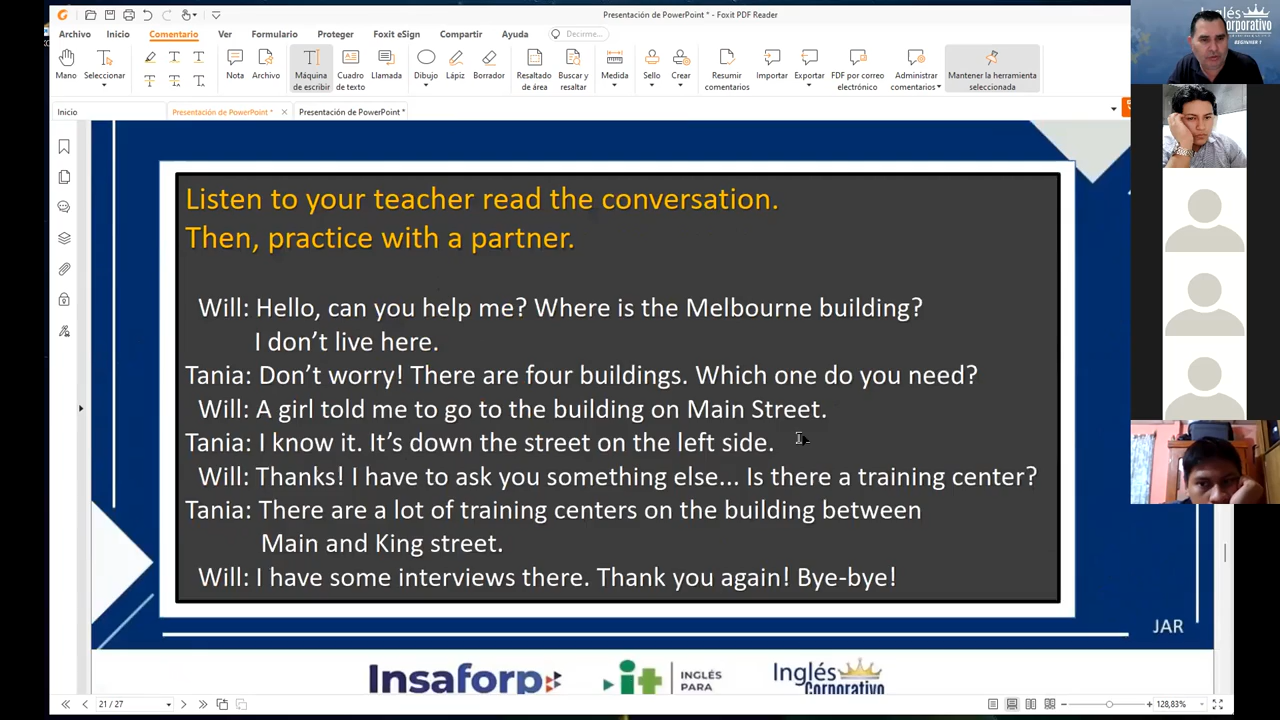 Presentación de PowerPoint * - Foxit PDF Reader
Archivo Inicio Comentario Ver Formulario Proteger Foxit eSign Compartir Ayuda Decirme...
Mano Seleccionar Nota Archivo Máquina de escribir Cuadro de texto Llamada Dibujo Lápiz Borrador Resaltado de área Buscar y resaltar Medida Sello Crear Resumir comentarios Importar Exportar FDF por correo electrónico Administrar comentarios Mantener la herramienta seleccionada
Inicio Presentación de PowerPoint * Presentación de PowerPoint *
Inglés
Corporativo
BEGINNER 1
Listen to your teacher read the conversation.
Then, practice with a partner.
Will: Hello, can you help me? Where is the Melbourne building?
I don’t live here.
Tania: Don’t worry! There are four buildings. Which one do you need?
Will: A girl told me to go to the building on Main Street.
Tania: I know it. It’s down the street on the left side.
Will: Thanks! I have to ask you something else... Is there a training center?
Tania: There are a lot of training centers on the building between
Main and King street.
Will: I have some interviews there. Thank you again! Bye-bye!
JAR
Insaforp it INGLÉS PARA Inglés Corporativo
21 / 27 128,83%